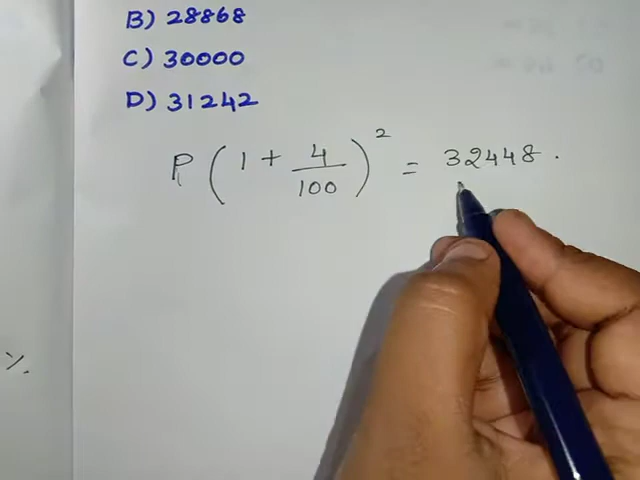 B) 28868
C) 30000
D) 31242
P(1 + 4/100)² = 32448.
%.